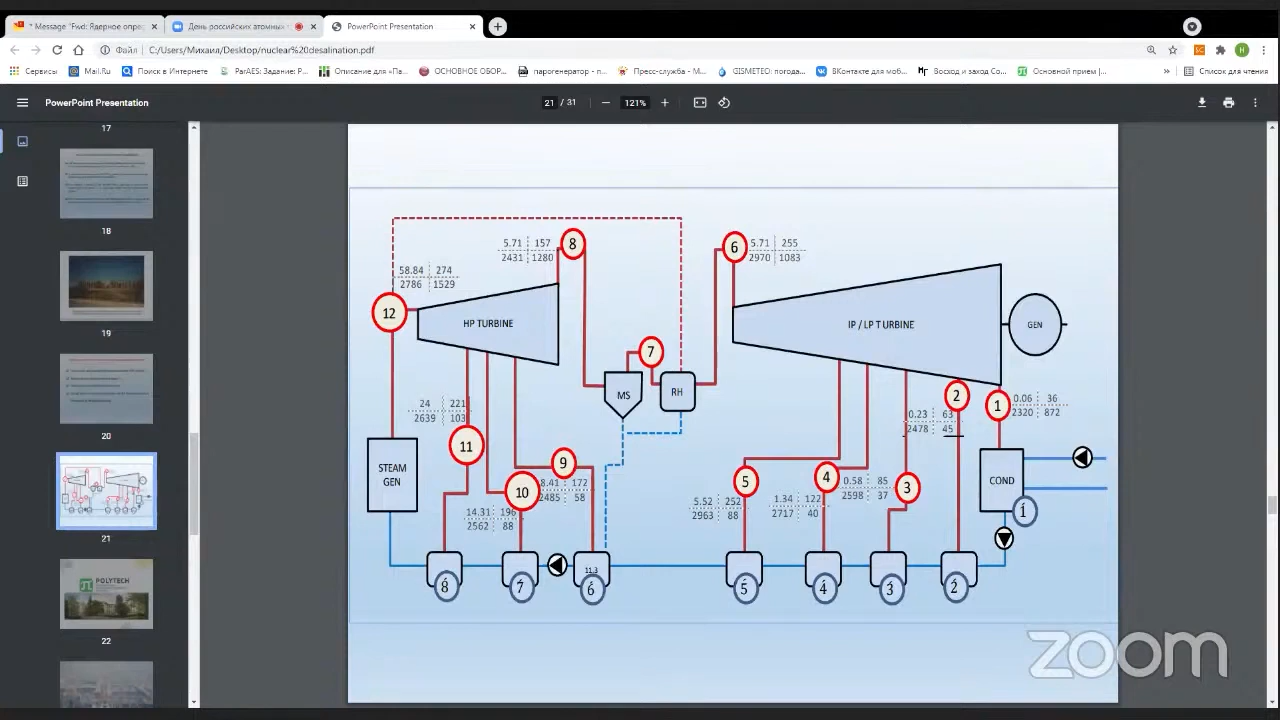 * Message "Fwd: Ядерное опре
День российских атомных
PowerPoint Presentation
Файл
C:/Users/Михаил/Desktop/nuclear%20desalination.pdf
Сервисы
Mail.Ru
Поиск в Интернете
ParAES: Задание: Р...
Описание для «Па...
ОСНОВНОЕ ОБОР...
парогенератор - п...
Пресс-служба - М...
GISMETEO: погода...
ВКонтакте для моб...
Восход и заход Со...
Основной прием |...
»
Список для чтения
PowerPoint Presentation
21 / 31
121%
17
18
19
20
21
POLYTECH
22
5.71 157
2431 1280
8
6
5.71 255
2970 1083
58.84 274
2786 1529
12
HP TURBINE
IP / LP TURBINE
GEN
7
MS
RH
2
1
0.06 36
2320 872
24 221
2639 103
0.23 63
2478 45
11
STEAM
GEN
9
8.41 172
2485 58
10
14.31 196
2562 88
5
5.52 252
2963 88
4
1.34 122
2717 40
0.58 85
2598 37
3
COND
1
11.3
8
7
6
5
4
3
2
zoom